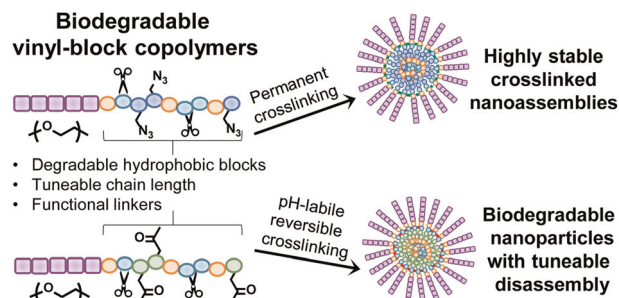 Biodegradable
vinyl-block copolymers
N3
N3
N3
O
Permanent
crosslinking
Highly stable
crosslinked
nanoassemblies
• Degradable hydrophobic blocks
• Tuneable chain length
• Functional linkers
pH-labile
reversible
crosslinking
O
O
O
O
Biodegradable
nanoparticles
with tuneable
disassembly